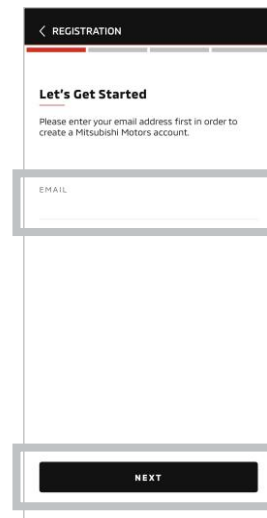 REGISTRATION
Let's Get Started
Please enter your email address first in order to
create a Mitsubishi Motors account.
EMAIL
NEXT